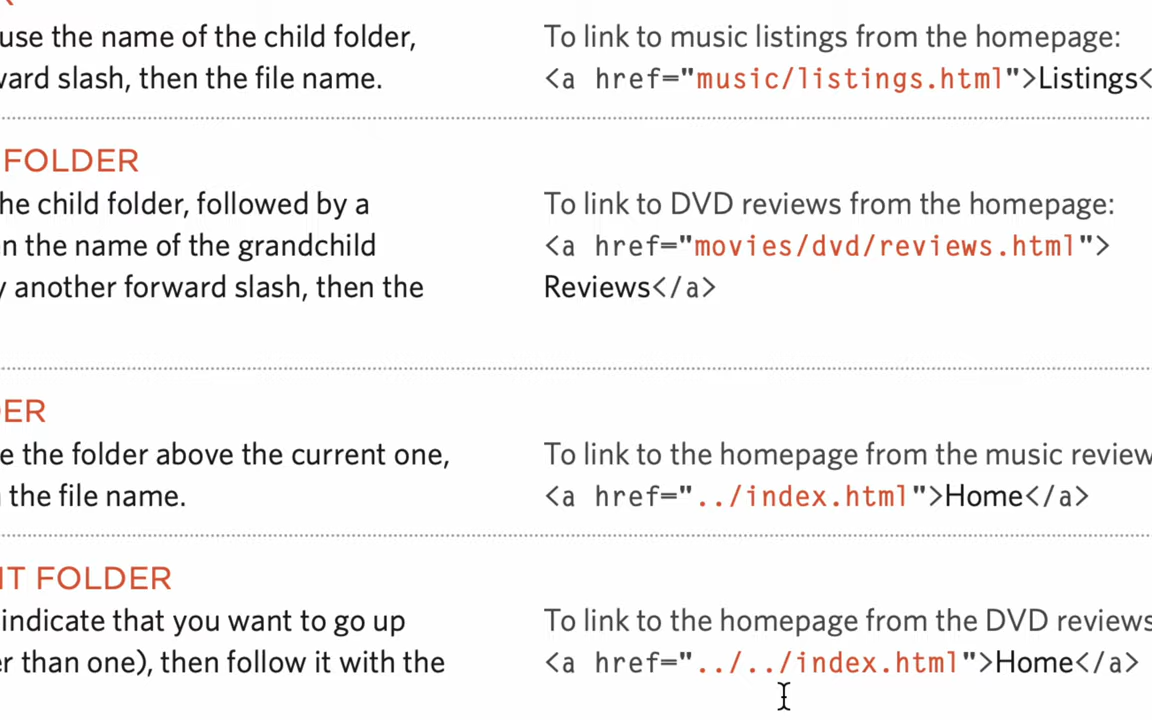 use the name of the child folder,
ward slash, then the file name.
To link to music listings from the homepage:
<a href="music/listings.html">Listings<
FOLDER
he child folder, followed by a
n the name of the grandchild
y another forward slash, then the
To link to DVD reviews from the homepage:
<a href="movies/dvd/reviews.html">
Reviews</a>
DER
e the folder above the current one,
the file name.
To link to the homepage from the music review
<a href="../index.html">Home</a>
IT FOLDER
indicate that you want to go up
er than one), then follow it with the
To link to the homepage from the DVD reviews
<a href="../../index.html">Home</a>